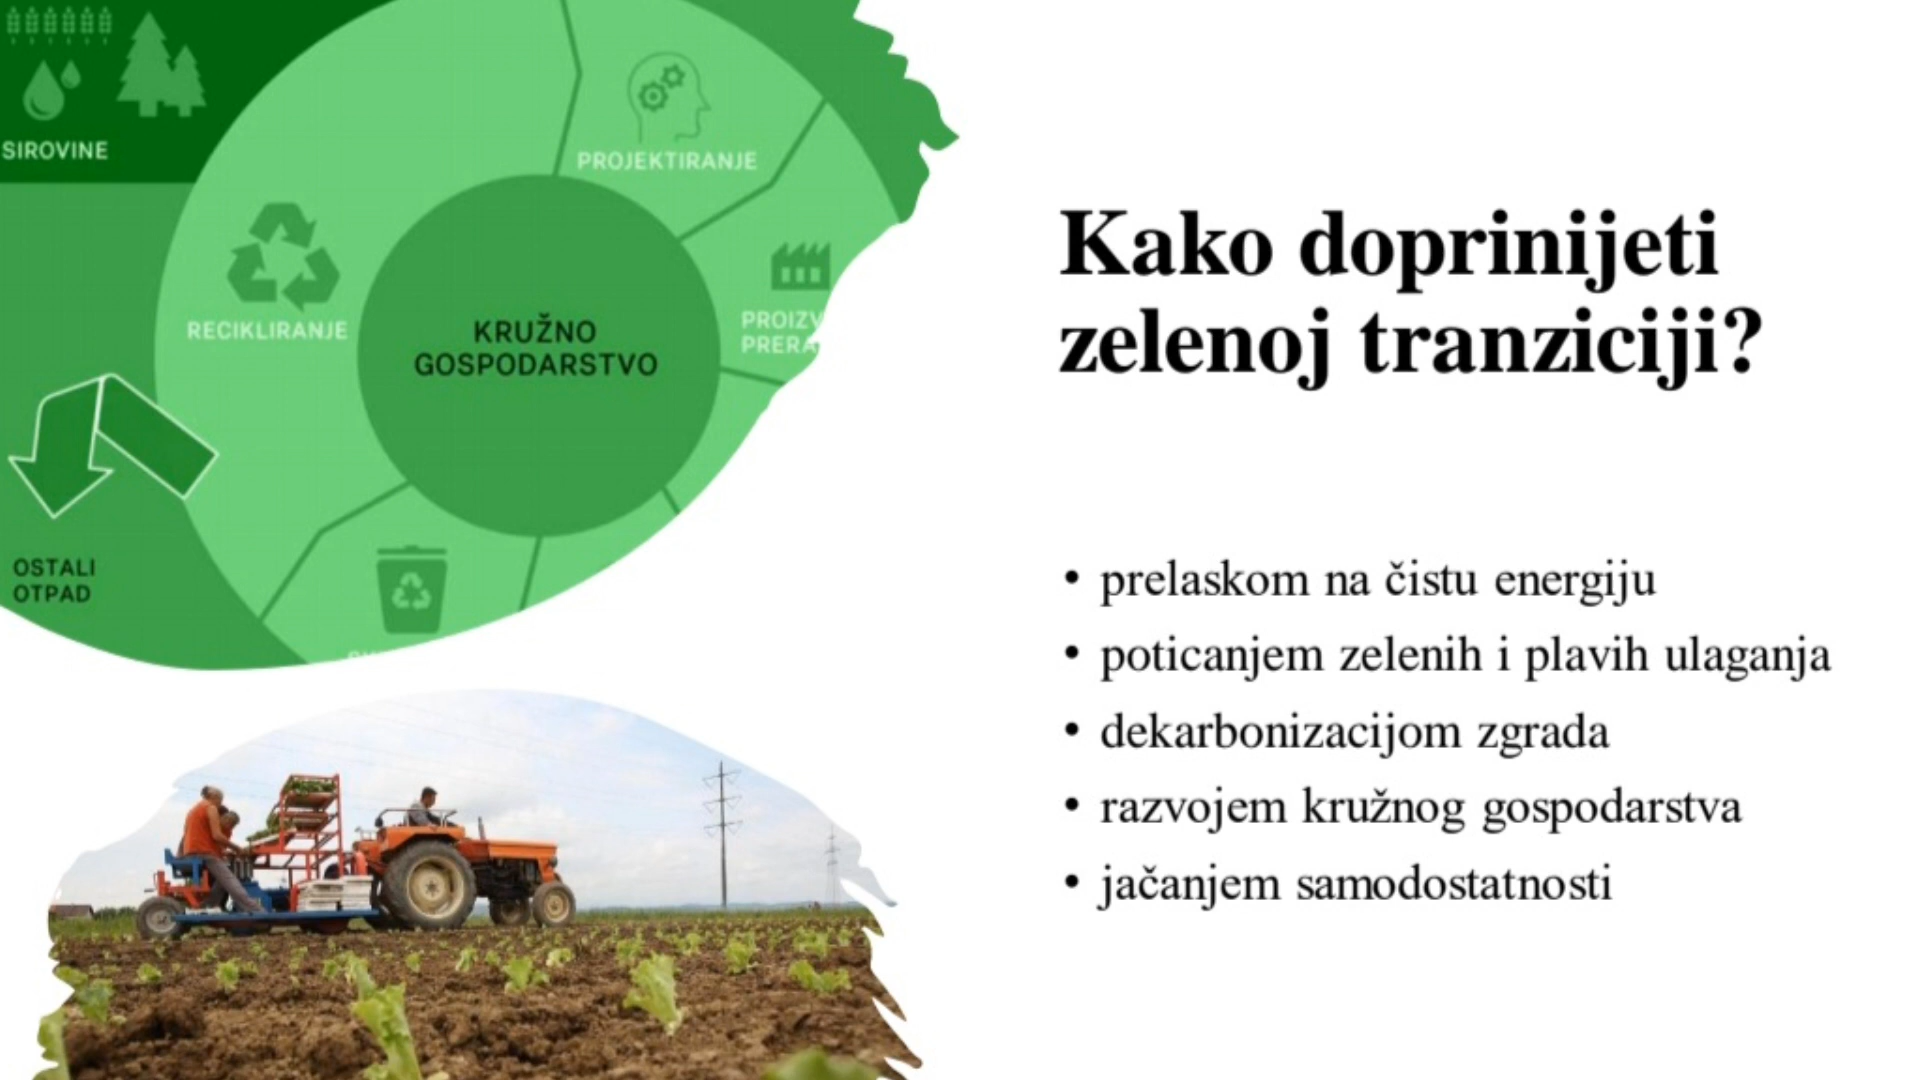 SIROVINE
PROJEKTIRANJE
RECIKLIRANJE
KRUŽNO
GOSPODARSTVO
OSTALI
OTPAD
Kako doprinijeti
zelenoj tranziciji?
• prelaskom na čistu energiju
• poticanjem zelenih i plavih ulaganja
• dekarbonizacijom zgrada
• razvojem kružnog gospodarstva
• jačanjem samodostatnosti